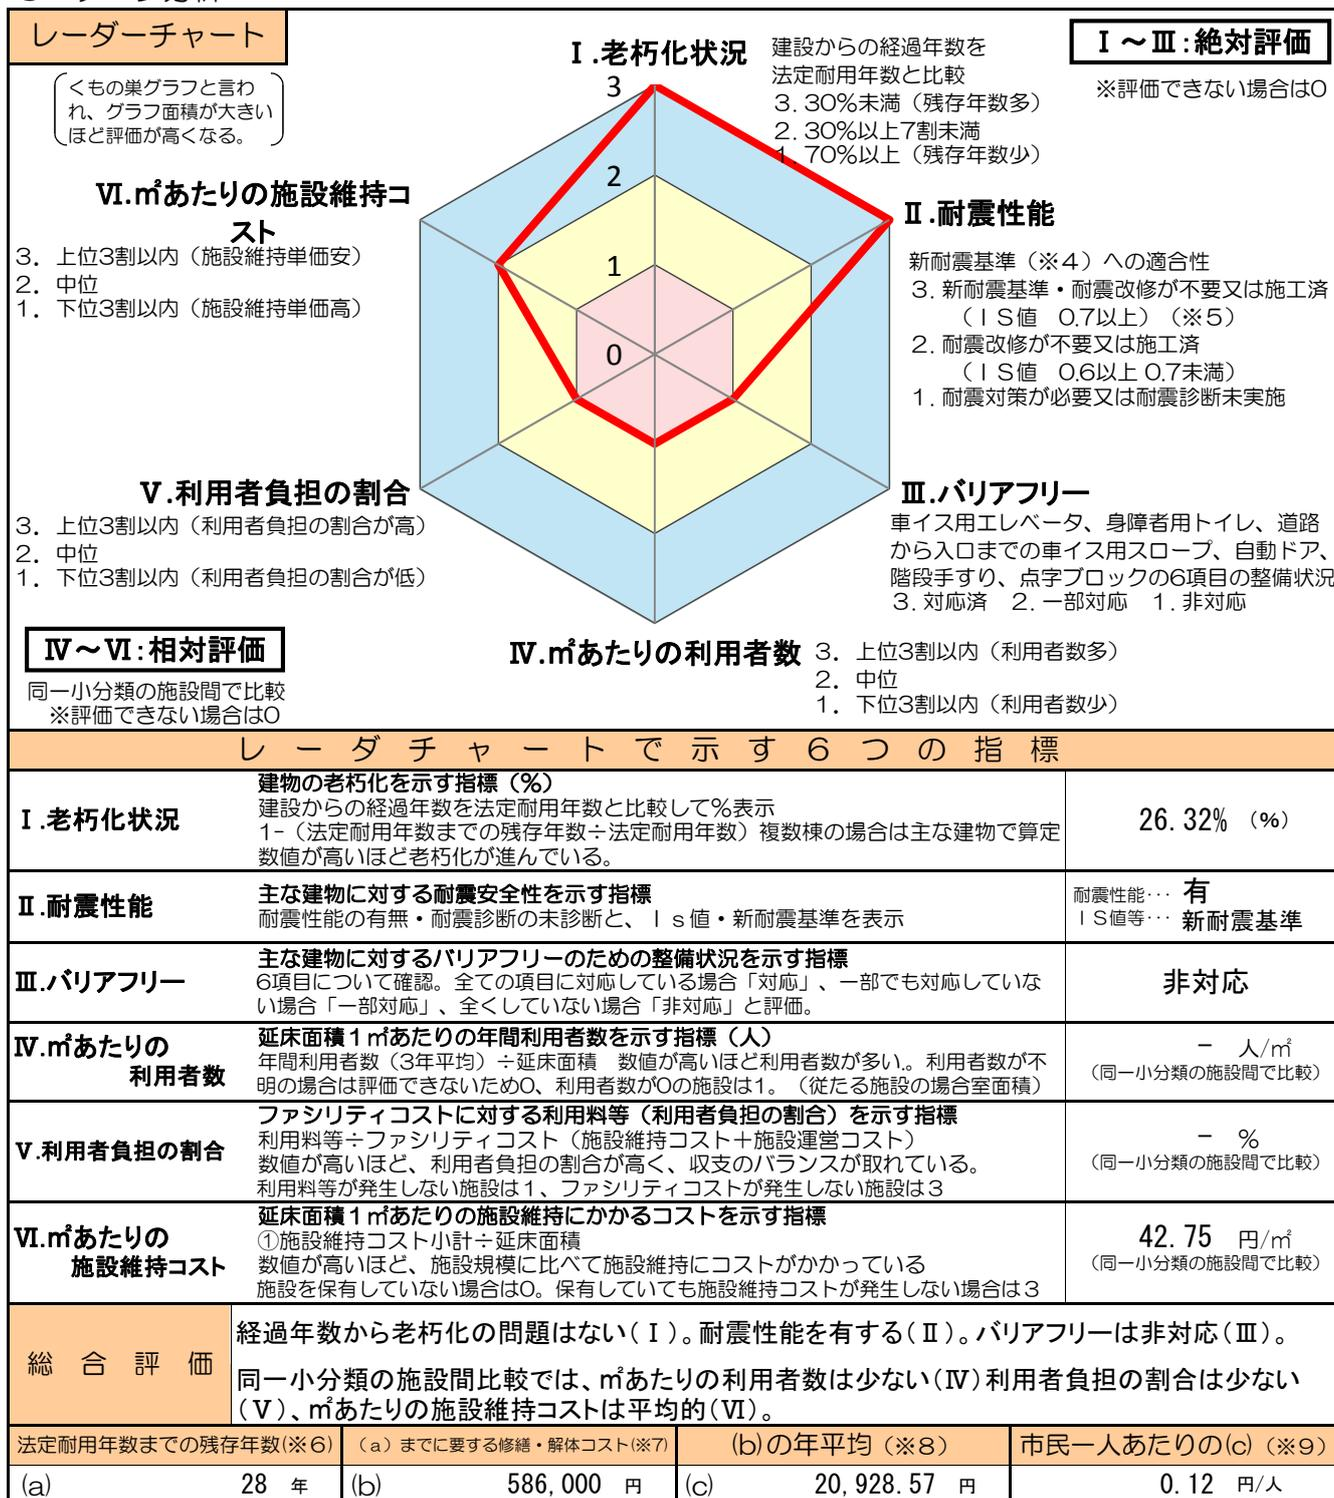 レーダーチャート
くもの巣グラフと言わ
れ、グラフ面積が大きい
ほど評価が高くなる。
Ⅰ.老朽化状況
建設からの経過年数を
法定耐用年数と比較
3. 30%未満（残存年数多）
2. 30%以上7割未満
1. 70%以上（残存年数少）
Ⅰ～Ⅲ:絶対評価
※評価できない場合は0
3
2
1
0
Ⅵ.㎡あたりの施設維持コ
スト
3. 上位3割以内（施設維持単価安）
2. 中位
1. 下位3割以内（施設維持単価高）
Ⅱ.耐震性能
新耐震基準（※4）への適合性
3. 新耐震基準・耐震改修が不要又は施工済
（ＩＳ値　0.7以上）（※5）
2. 耐震改修が不要又は施工済
（ＩＳ値　0.6以上 0.7未満）
1. 耐震対策が必要又は耐震診断未実施
Ⅴ.利用者負担の割合
3. 上位3割以内（利用者負担の割合が高）
2. 中位
1. 下位3割以内（利用者負担の割合が低）
Ⅲ.バリアフリー
車イス用エレベータ、身障者用トイレ、道路
から入口までの車イス用スロープ、自動ドア、
階段手すり、点字ブロックの6項目の整備状況
3. 対応済　2. 一部対応　1. 非対応
Ⅳ～Ⅵ:相対評価
同一小分類の施設間で比較
※評価できない場合は0
Ⅳ.㎡あたりの利用者数
3. 上位3割以内（利用者数多）
2. 中位
1. 下位3割以内（利用者数少）
レーダチャートで示す６つの指標
Ⅰ.老朽化状況
建物の老朽化を示す指標（%）
建設からの経過年数を法定耐用年数と比較して%表示
1-（法定耐用年数までの残存年数÷法定耐用年数）複数棟の場合は主な建物で算定
数値が高いほど老朽化が進んでいる。
26.32% （%）
Ⅱ.耐震性能
主な建物に対する耐震安全性を示す指標
耐震性能の有無・耐震診断の未診断と、Ｉｓ値・新耐震基準を表示
耐震性能･･･ 有
ＩＳ値等･･･ 新耐震基準
Ⅲ.バリアフリー
主な建物に対するバリアフリーのための整備状況を示す指標
6項目について確認。全ての項目に対応している場合「対応」、一部でも対応していな
い場合「一部対応」、全くしていない場合「非対応」と評価。
非対応
Ⅳ.㎡あたりの
利用者数
延床面積１㎡あたりの年間利用者数を示す指標（人）
年間利用者数（3年平均）÷延床面積　数値が高いほど利用者数が多い。利用者数が不
明の場合は評価できないため0、利用者数が0の施設は1。（従たる施設の場合室面積）
− 人/㎡
（同一小分類の施設間で比較）
Ⅴ.利用者負担の割合
ファシリティコストに対する利用料等（利用者負担の割合）を示す指標
利用料等÷ファシリティコスト（施設維持コスト＋施設運営コスト）
数値が高いほど、利用者負担の割合が高く、収支のバランスが取れている。
利用料等が発生しない施設は１、ファシリティコストが発生しない施設は３
− %
（同一小分類の施設間で比較）
Ⅵ.㎡あたりの
施設維持コスト
延床面積１㎡あたりの施設維持にかかるコストを示す指標
①施設維持コスト小計÷延床面積
数値が高いほど、施設規模に比べて施設維持にコストがかかっている
施設を保有していない場合は0。保有していても施設維持コストが発生しない場合は３
42.75 円/㎡
（同一小分類の施設間で比較）
総合評価
経過年数から老朽化の問題はない(Ⅰ)。耐震性能を有する(Ⅱ)。バリアフリーは非対応(Ⅲ)。
同一小分類の施設間比較では、㎡あたりの利用者数は少ない(Ⅳ)利用者負担の割合は少ない
(Ⅴ)、㎡あたりの施設維持コストは平均的(Ⅵ)。
法定耐用年数までの残存年数(※6)
（a）までに要する修繕・解体コスト(※7)
(b)の年平均（※8）
市民一人あたりの(c)（※9）
(a) 28 年
(b) 586,000 円
(c) 20,928.57 円
0.12 円/人